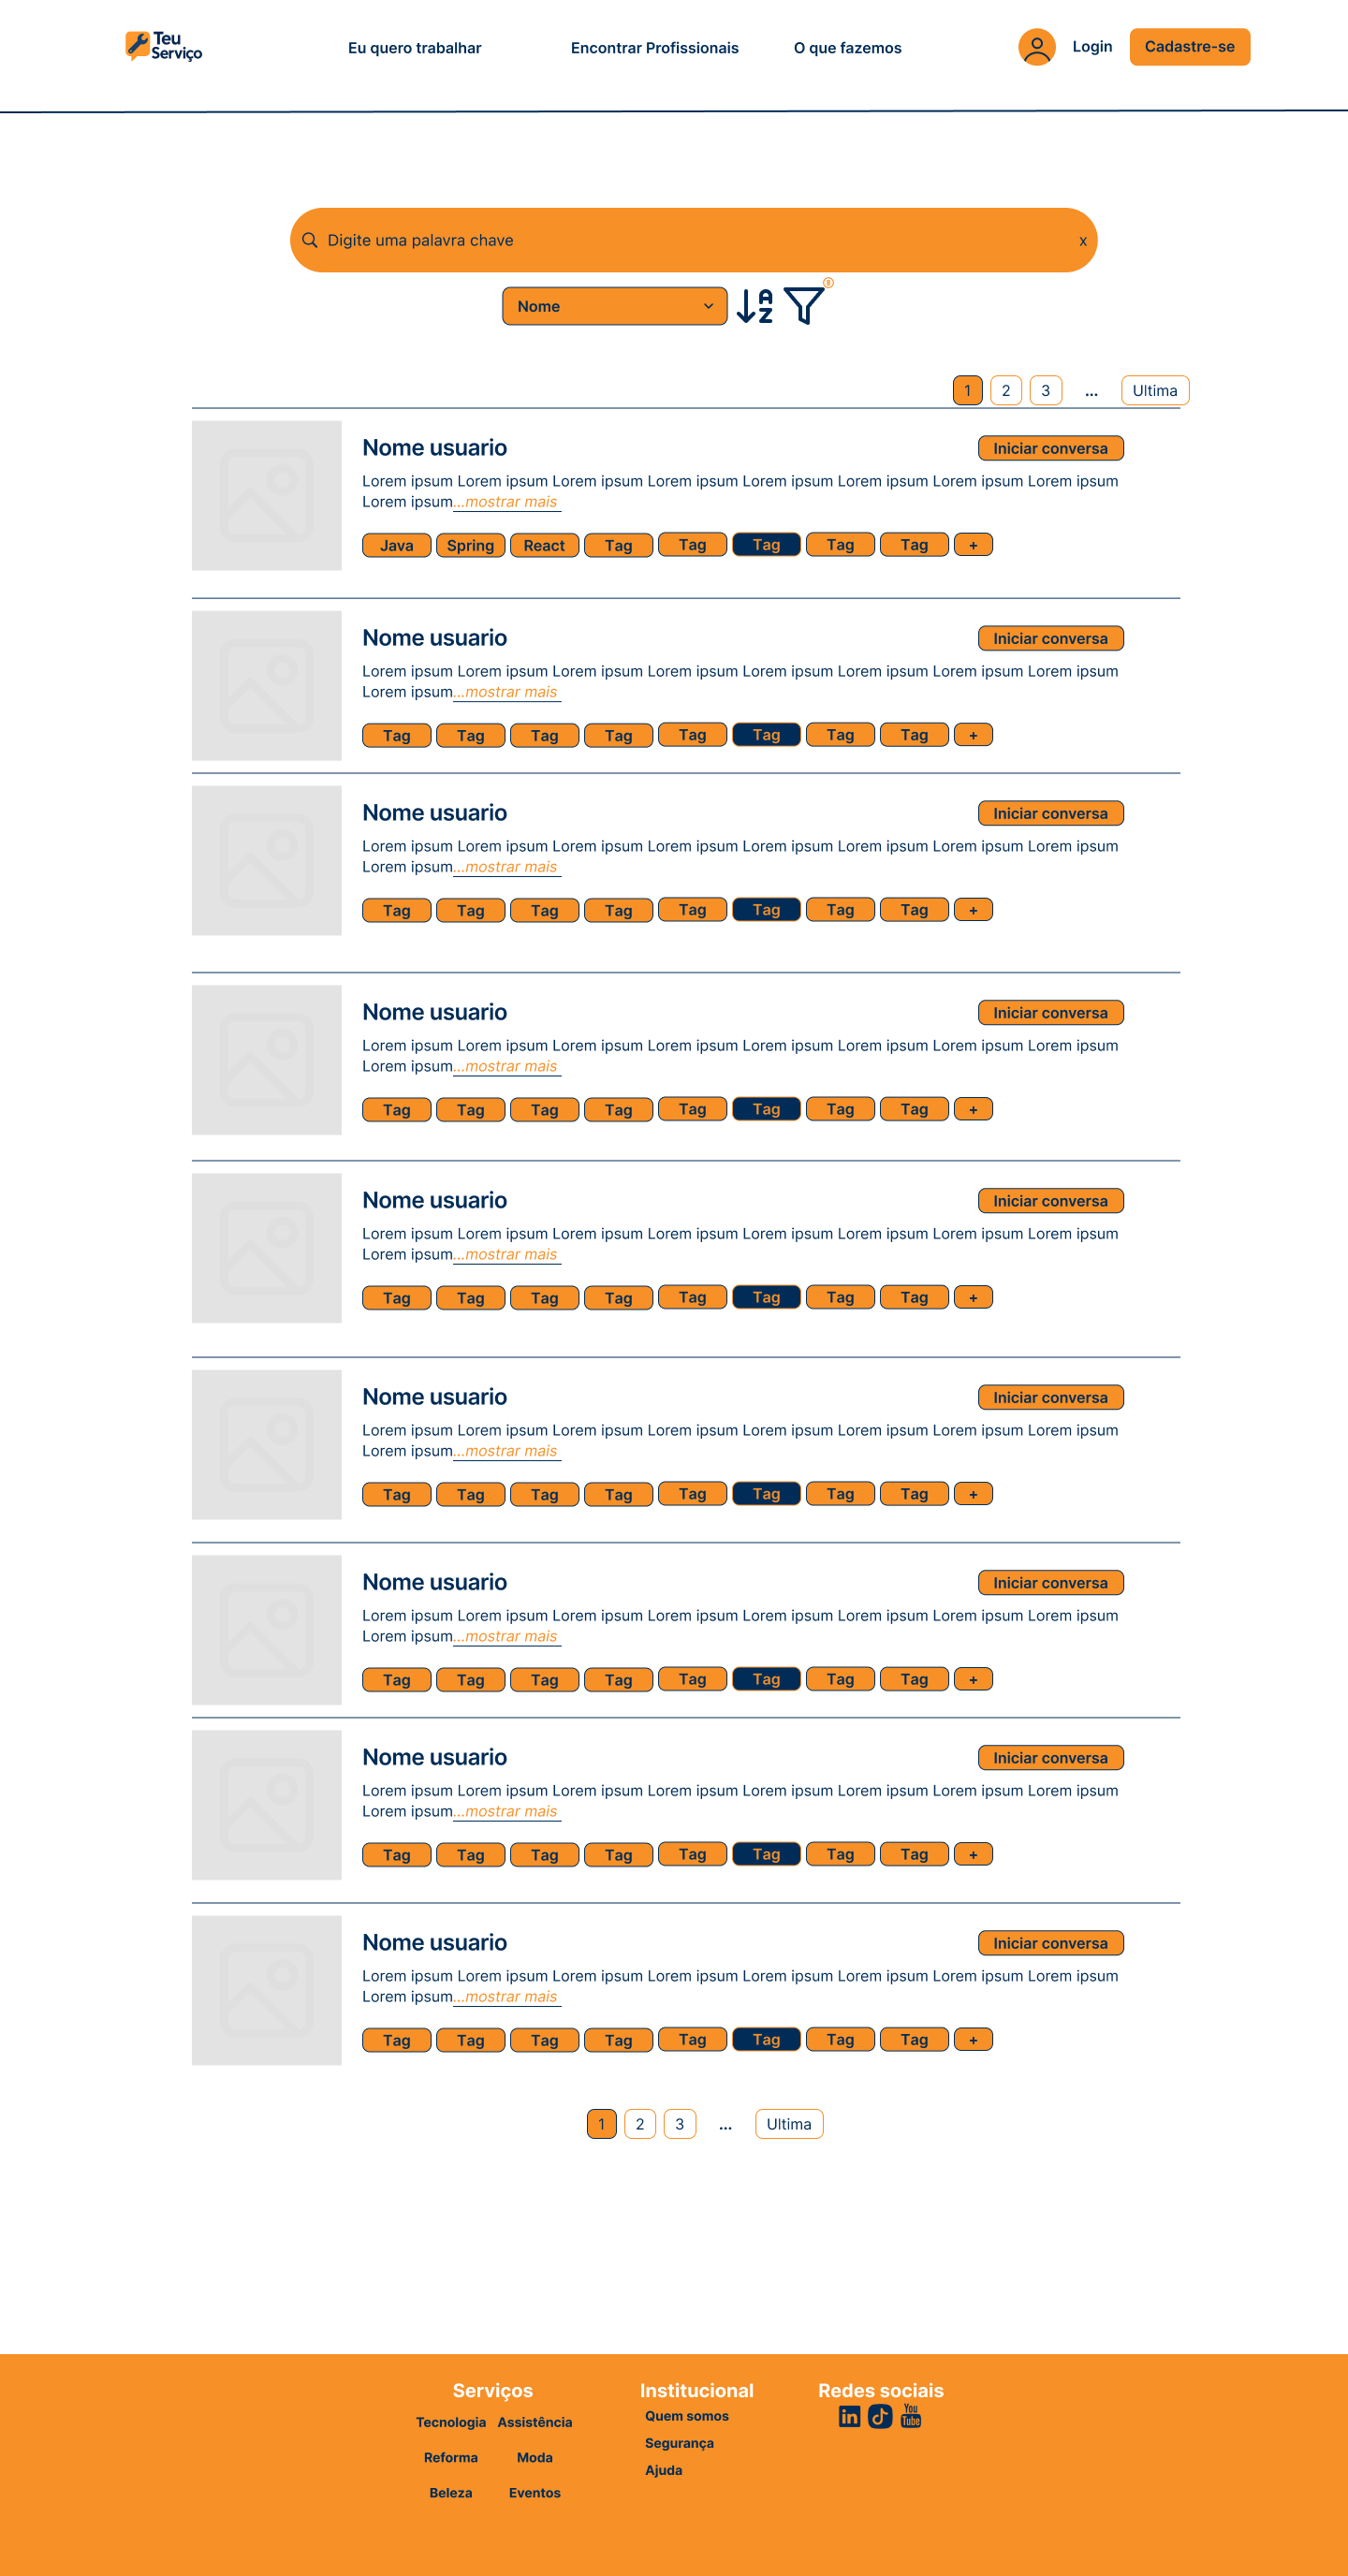 Teu
Serviço
Eu quero trabalhar
Encontrar Profissionais
O que fazemos
Login
Cadastre-se
Digite uma palavra chave
x
Nome
A
Z
1 2 3 ... Ultima
Nome usuario
Iniciar conversa
Lorem ipsum Lorem ipsum Lorem ipsum Lorem ipsum Lorem ipsum Lorem ipsum Lorem ipsum Lorem ipsum
Lorem ipsum...mostrar mais
Java Spring React Tag Tag Tag Tag Tag +
Nome usuario
Iniciar conversa
Lorem ipsum Lorem ipsum Lorem ipsum Lorem ipsum Lorem ipsum Lorem ipsum Lorem ipsum Lorem ipsum
Lorem ipsum...mostrar mais
Tag Tag Tag Tag Tag Tag Tag Tag +
Nome usuario
Iniciar conversa
Lorem ipsum Lorem ipsum Lorem ipsum Lorem ipsum Lorem ipsum Lorem ipsum Lorem ipsum Lorem ipsum
Lorem ipsum...mostrar mais
Tag Tag Tag Tag Tag Tag Tag Tag +
Nome usuario
Iniciar conversa
Lorem ipsum Lorem ipsum Lorem ipsum Lorem ipsum Lorem ipsum Lorem ipsum Lorem ipsum Lorem ipsum
Lorem ipsum...mostrar mais
Tag Tag Tag Tag Tag Tag Tag Tag +
Nome usuario
Iniciar conversa
Lorem ipsum Lorem ipsum Lorem ipsum Lorem ipsum Lorem ipsum Lorem ipsum Lorem ipsum Lorem ipsum
Lorem ipsum...mostrar mais
Tag Tag Tag Tag Tag Tag Tag Tag +
Nome usuario
Iniciar conversa
Lorem ipsum Lorem ipsum Lorem ipsum Lorem ipsum Lorem ipsum Lorem ipsum Lorem ipsum Lorem ipsum
Lorem ipsum...mostrar mais
Tag Tag Tag Tag Tag Tag Tag Tag +
Nome usuario
Iniciar conversa
Lorem ipsum Lorem ipsum Lorem ipsum Lorem ipsum Lorem ipsum Lorem ipsum Lorem ipsum Lorem ipsum
Lorem ipsum...mostrar mais
Tag Tag Tag Tag Tag Tag Tag Tag +
Nome usuario
Iniciar conversa
Lorem ipsum Lorem ipsum Lorem ipsum Lorem ipsum Lorem ipsum Lorem ipsum Lorem ipsum Lorem ipsum
Lorem ipsum...mostrar mais
Tag Tag Tag Tag Tag Tag Tag Tag +
Nome usuario
Iniciar conversa
Lorem ipsum Lorem ipsum Lorem ipsum Lorem ipsum Lorem ipsum Lorem ipsum Lorem ipsum Lorem ipsum
Lorem ipsum...mostrar mais
Tag Tag Tag Tag Tag Tag Tag Tag +
1 2 3 ... Ultima
Serviços
Tecnologia Assistência
Reforma Moda
Beleza Eventos
Institucional
Quem somos
Segurança
Ajuda
Redes sociais
in
You
Tube